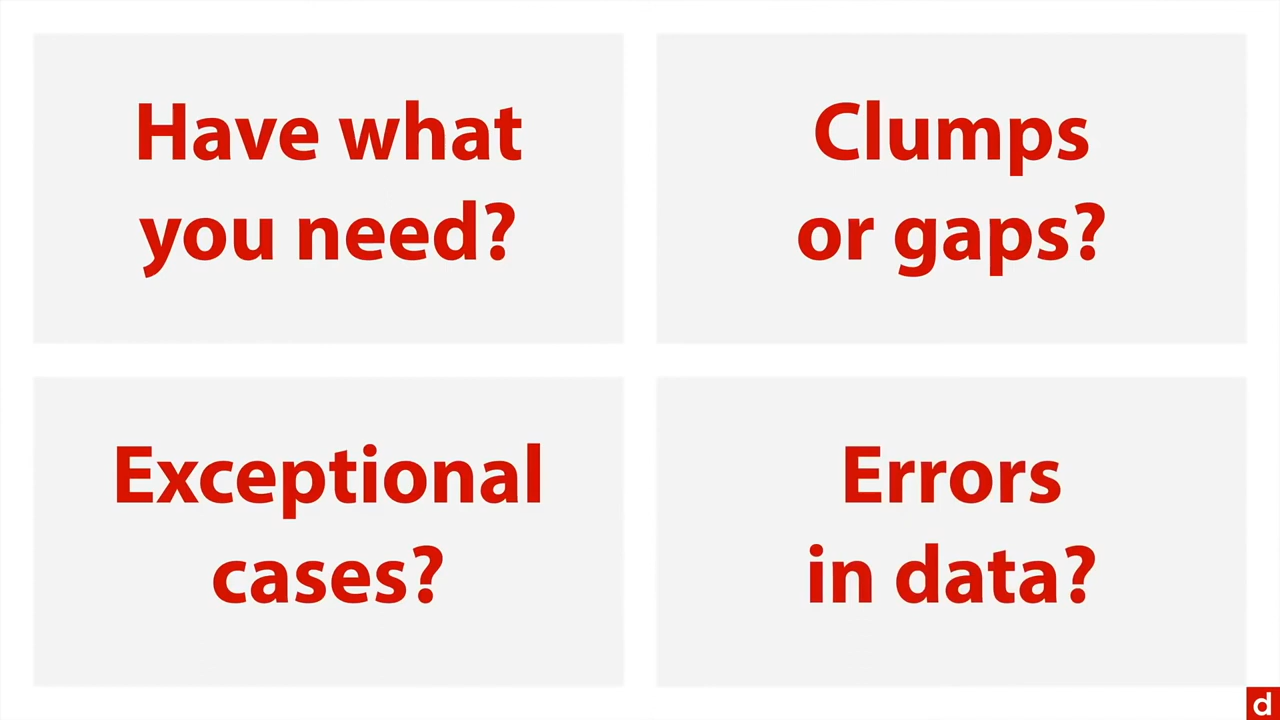 Have what
you need?
Clumps
or gaps?
Exceptional
cases?
Errors
in data?
d